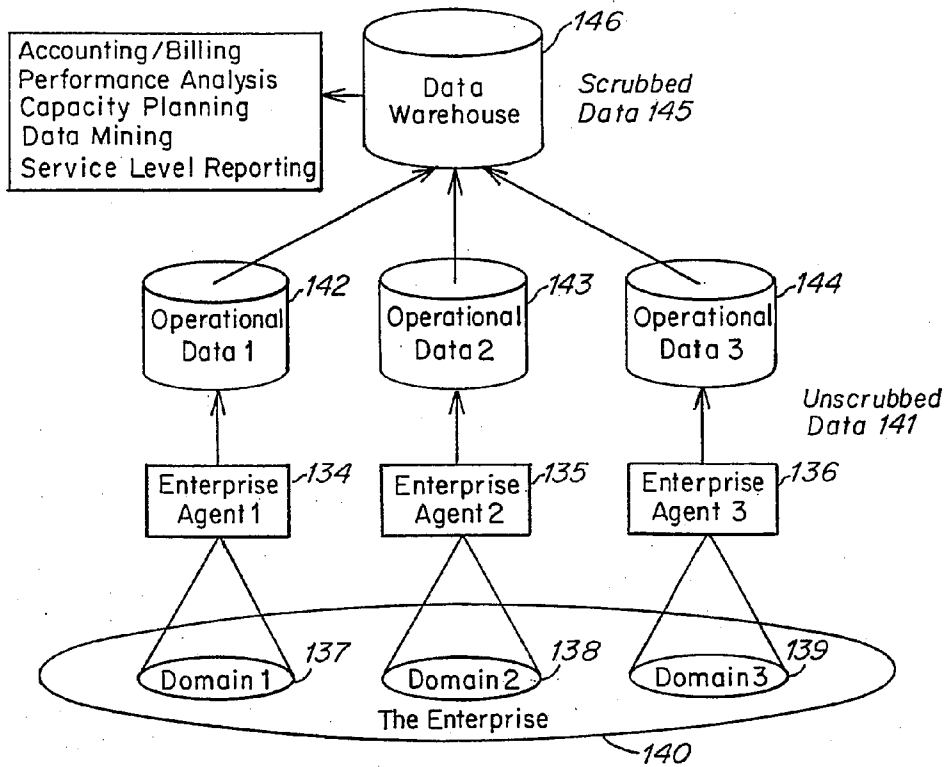 146
Accounting/Billing
Performance Analysis
Capacity Planning
Data Mining
Service Level Reporting
Data
Warehouse
Scrubbed
Data 145
142
143
144
Operational
Data 1
Operational
Data 2
Operational
Data 3
Unscrubbed
Data 141
134
135
136
Enterprise
Agent 1
Enterprise
Agent 2
Enterprise
Agent 3
137
138
139
Domain 1
Domain 2
Domain 3
The Enterprise
140